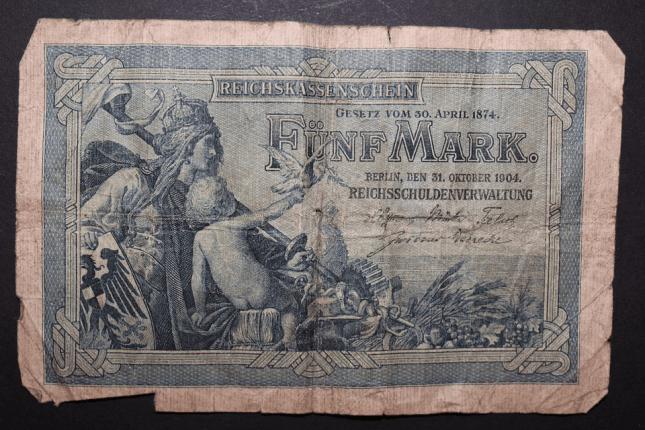 REICHSKASSENSCHEIN
GESETZ VOM 30. APRIL 1874.
FÜNF MARK.
BERLIN, DEN 31. OKTOBER 1904.
REICHSSCHULDENVERWALTUNG